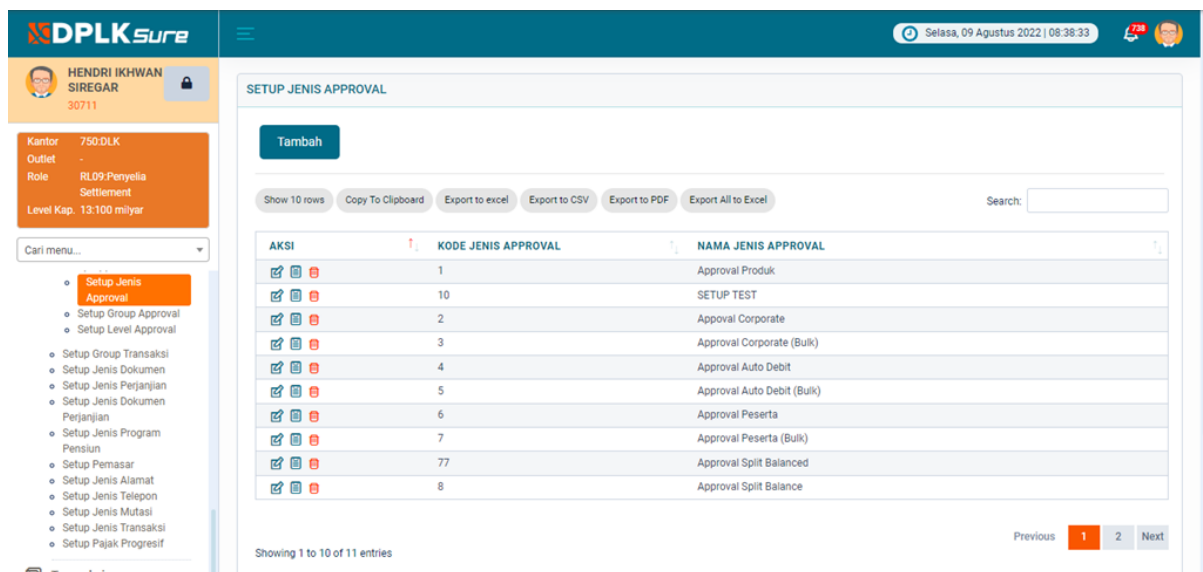 DPLKsure
Selasa, 09 Agustus 2022 | 08:38:33
738
HENDRI IKHWAN
SIREGAR
30711
Kantor 750:DLK
Outlet -
Role RL09:Penyelia
Settlement
Level Kap. 13:100 milyar
Cari menu...
Setup Jenis
Approval
Setup Group Approval
Setup Level Approval
Setup Group Transaksi
Setup Jenis Dokumen
Setup Jenis Perjanjian
Setup Jenis Dokumen
Perjanjian
Setup Jenis Program
Pensiun
Setup Pemasar
Setup Jenis Alamat
Setup Jenis Telepon
Setup Jenis Mutasi
Setup Jenis Transaksi
Setup Pajak Progresif
SETUP JENIS APPROVAL
Tambah
Show 10 rows Copy To Clipboard Export to excel Export to CSV Export to PDF Export All to Excel Search:
AKSI KODE JENIS APPROVAL NAMA JENIS APPROVAL
1 Approval Produk
10 SETUP TEST
2 Appoval Corporate
3 Approval Corporate (Bulk)
4 Approval Auto Debit
5 Approval Auto Debit (Bulk)
6 Approval Peserta
7 Approval Peserta (Bulk)
77 Approval Split Balanced
8 Approval Split Balance
Previous 1 2 Next
Showing 1 to 10 of 11 entries